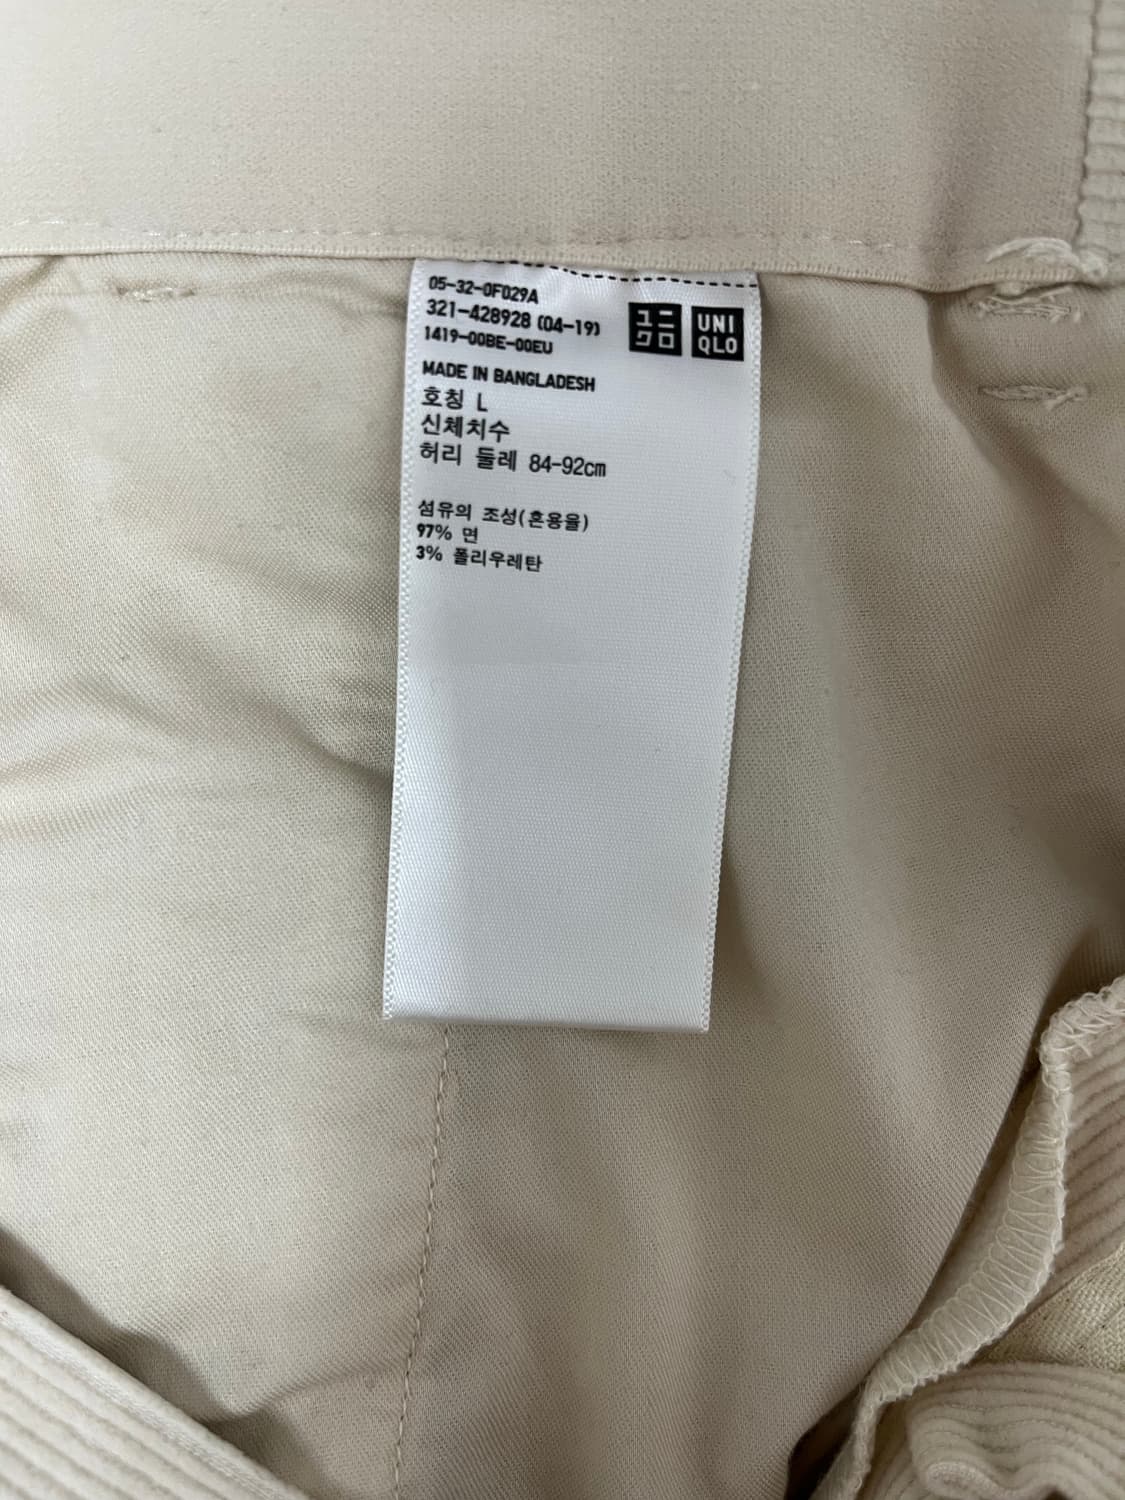 05-32-0F029A
321-428928 (04-19)
1419-00BE-00EU
ユニ
クロ
UNI
QLO
MADE IN BANGLADESH
호칭 L
신체치수
허리 둘레 84-92cm
섬유의 조성(혼용율)
97% 면
3% 폴리우레탄